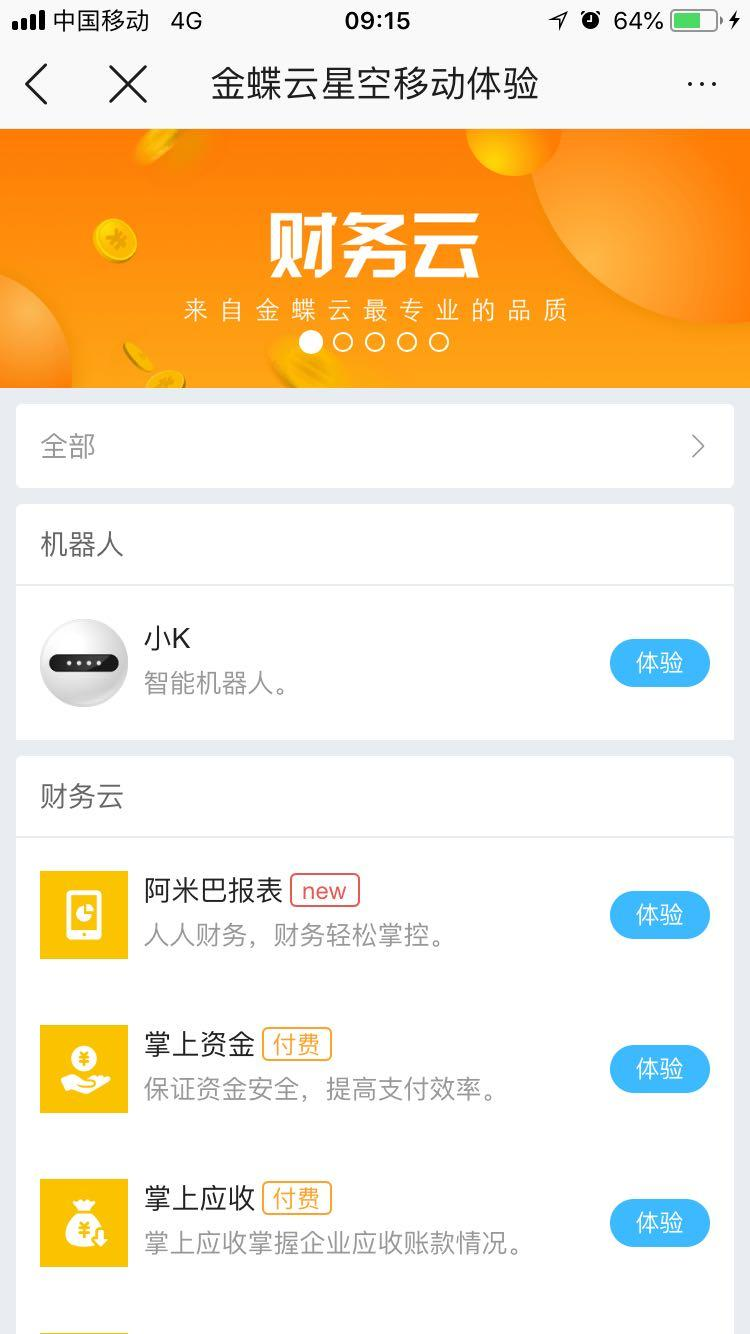 中国移动 4G 09:15 64%
金蝶云星空移动体验
财务云
来自金蝶云最专业的品质
全部
机器人
小K
智能机器人。
体验
财务云
阿米巴报表 new
人人财务，财务轻松掌控。
体验
掌上资金 付费
保证资金安全，提高支付效率。
体验
掌上应收 付费
掌上应收掌握企业应收账款情况。
体验